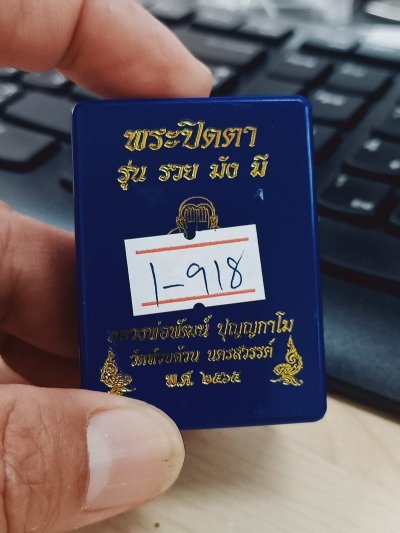 พระปิดตา
รุ่น รวย มั่ง มี
1-918
หลวงพ่อพัฒน์ ปุญญกาโม
วัดห้วยด้วน นครสวรรค์
พ.ศ. ๒๕๖๕